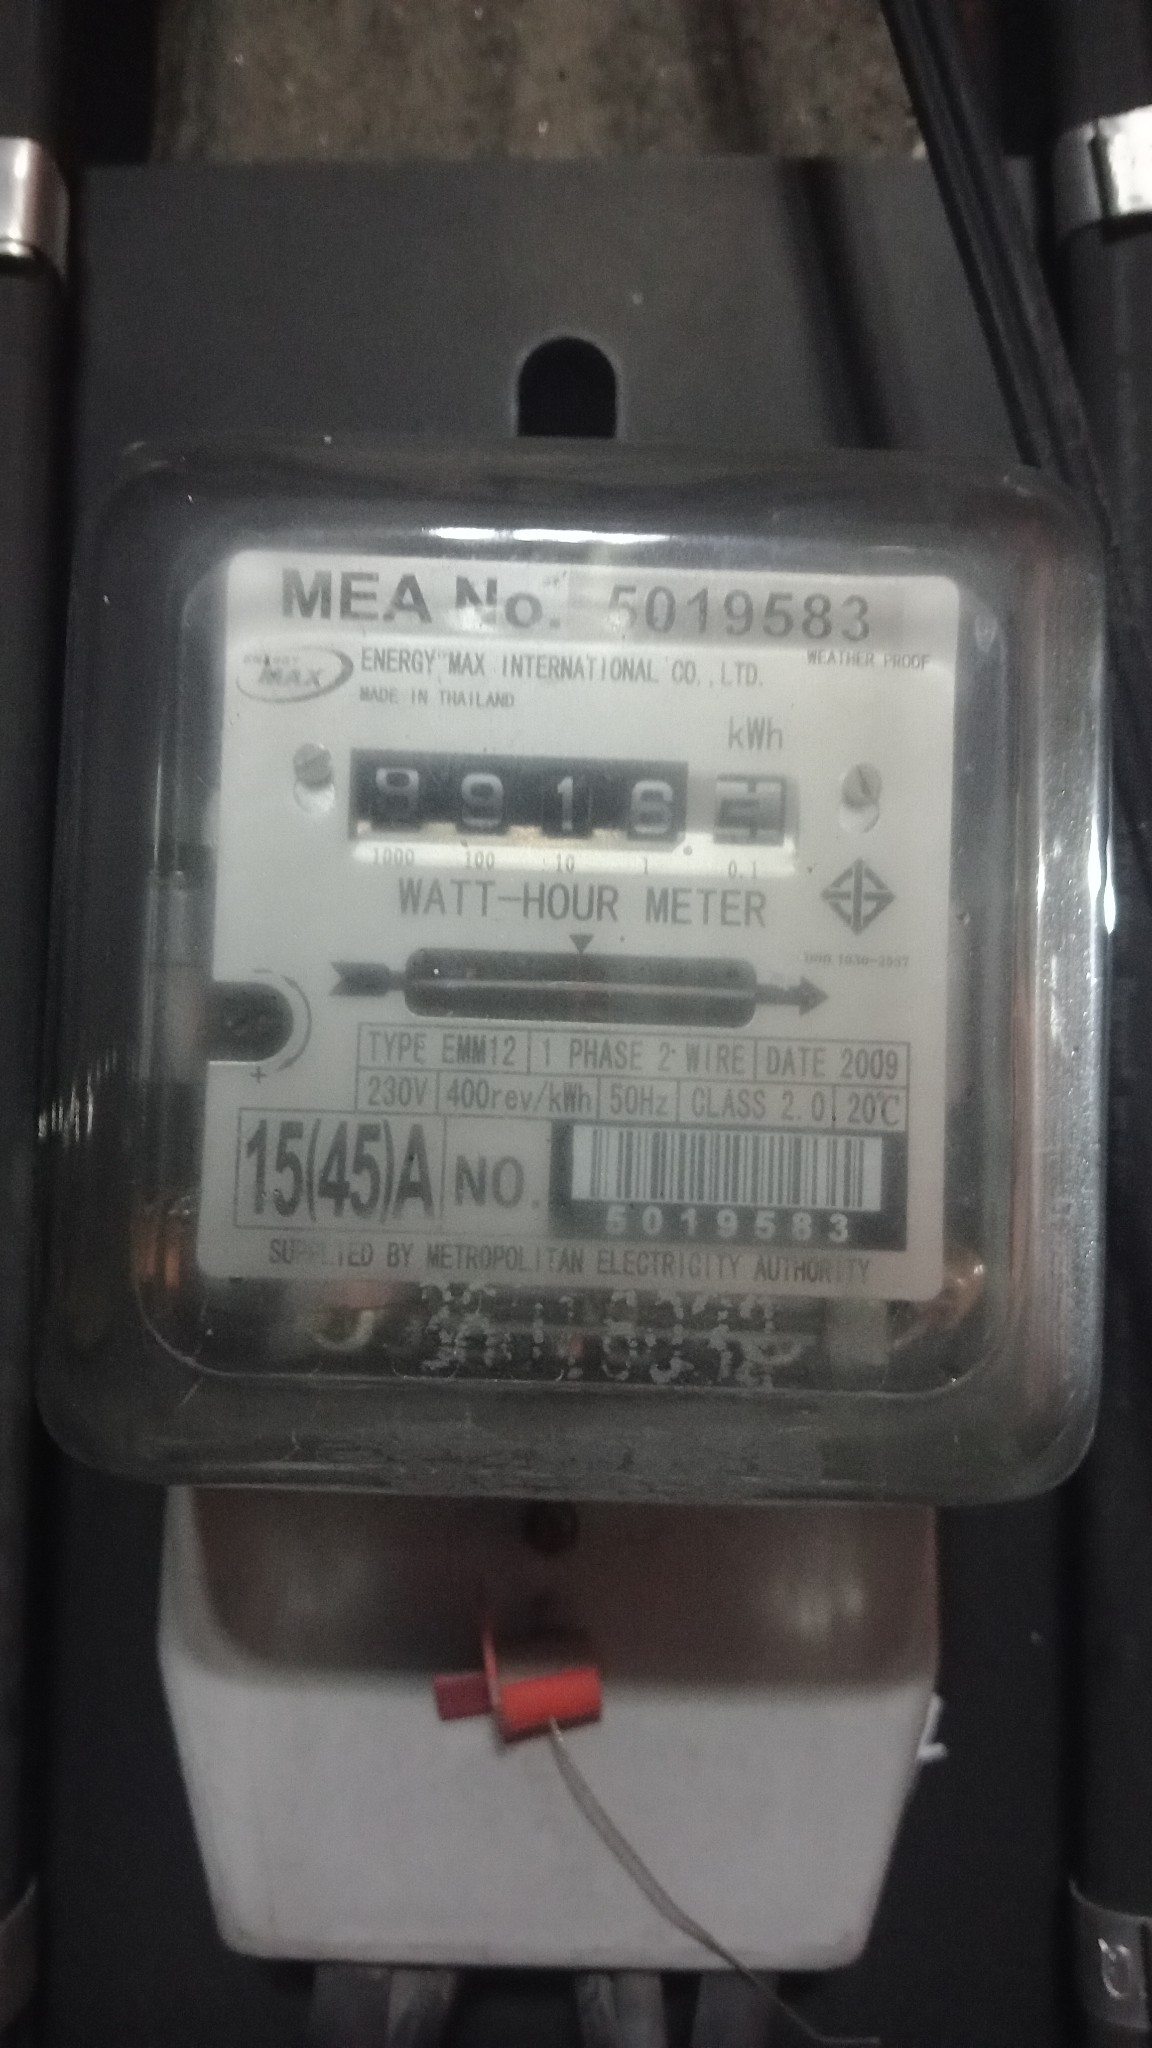 MEA No. 5019583
ENERGY MAX
ENERGY MAX INTERNATIONAL CO.,LTD.
WEATHER PROOF
MADE IN THAILAND
kWh
9916
1000 100 10 1 0.1
WATT-HOUR METER
TYPE EMM12 1 PHASE 2 WIRE DATE 2009
230V 400rev/kWh 50Hz CLASS 2.0 20℃
15(45)A NO.
5019583
+
SUPPLIED BY METROPOLITAN ELECTRICITY AUTHORITY